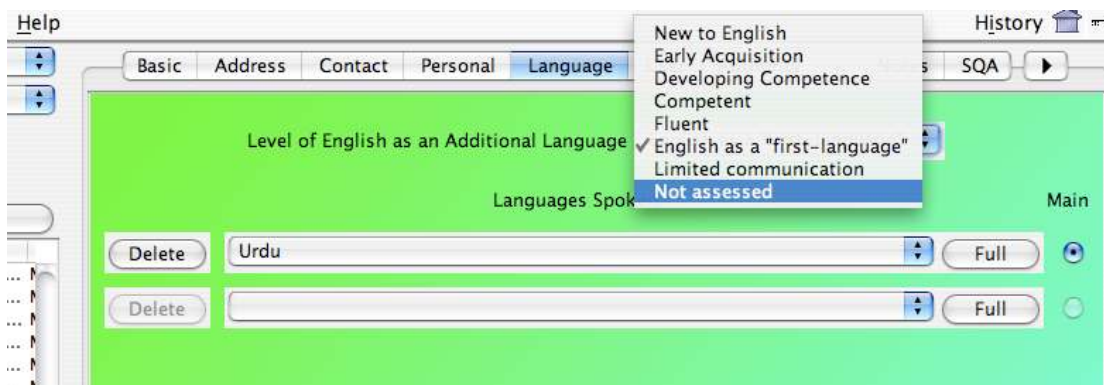 Help
History
Basic Address Contact Personal Language SQA
New to English
Early Acquisition
Developing Competence
Competent
Fluent
✓ English as a "first-language"
Limited communication
Not assessed
Level of English as an Additional Language
Languages Spok
Main
Delete Urdu Full
Delete Full